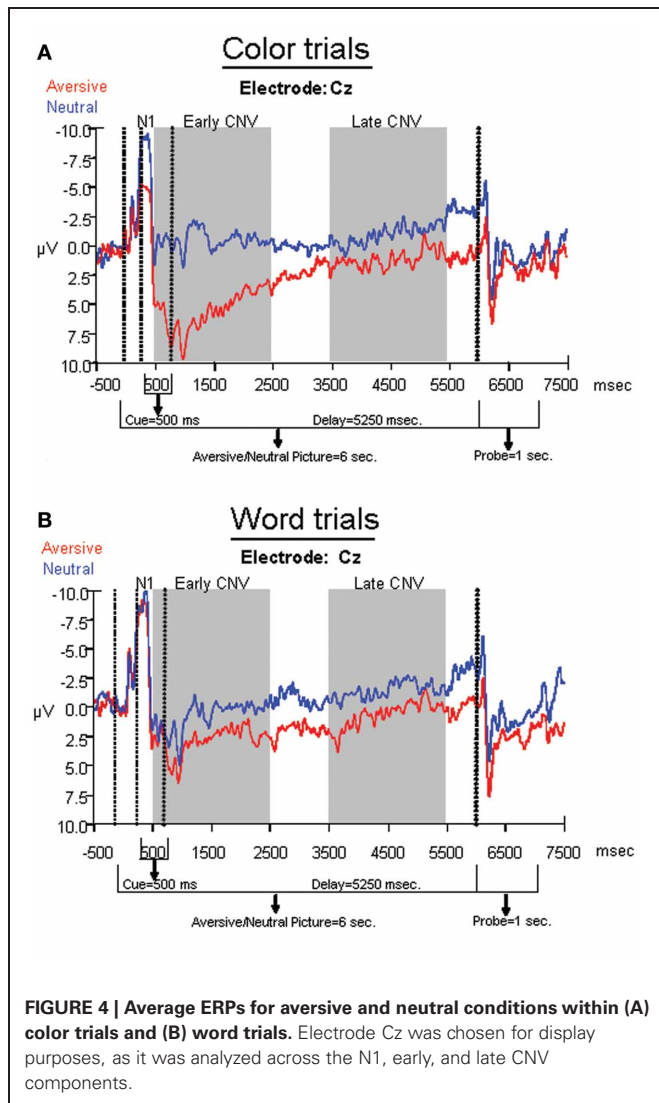 A
Color trials
Aversive
Neutral
Electrode: Cz
N1 Early CNV Late CNV
-10.0
-7.5
-5.0
-2.5
µV 0.0
2.5
5.0
7.5
10.0
-500 500 1500 2500 3500 4500 5500 6500 7500 msec
Cue=500 ms Delay=5250 msec.
Aversive/Neutral Picture=6 sec. Probe=1 sec.
B
Word trials
Aversive
Neutral
Electrode: Cz
N1 Early CNV Late CNV
-10.0
-7.5
-5.0
-2.5
µV 0.0
2.5
5.0
7.5
10.0
-500 500 1500 2500 3500 4500 5500 6500 7500 msec
Cue=500 ms Delay=5250 msec.
Aversive/Neutral Picture=6 sec. Probe=1 sec.
FIGURE 4 | Average ERPs for aversive and neutral conditions within (A)
color trials and (B) word trials. Electrode Cz was chosen for display
purposes, as it was analyzed across the N1, early, and late CNV
components.